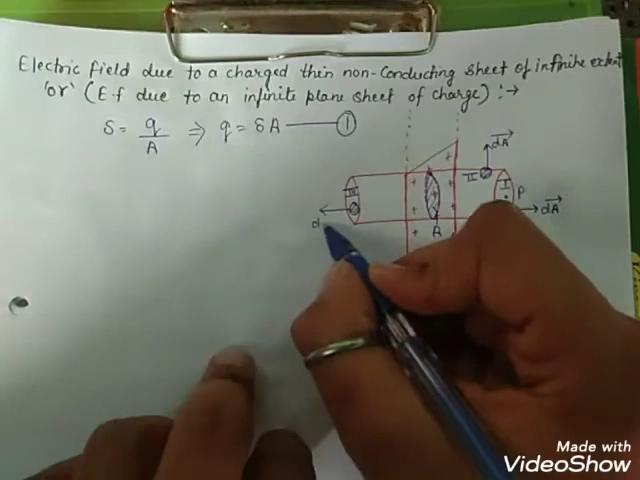 Electric field due to a charged thin non-Conducting sheet of infinite extent
'or' (E.f due to an infinite plane sheet of charge) :→
δ = q/A ⇒ q = δA — ①
dA
III
II
I
P
dA
d
A
Made with
VideoShow